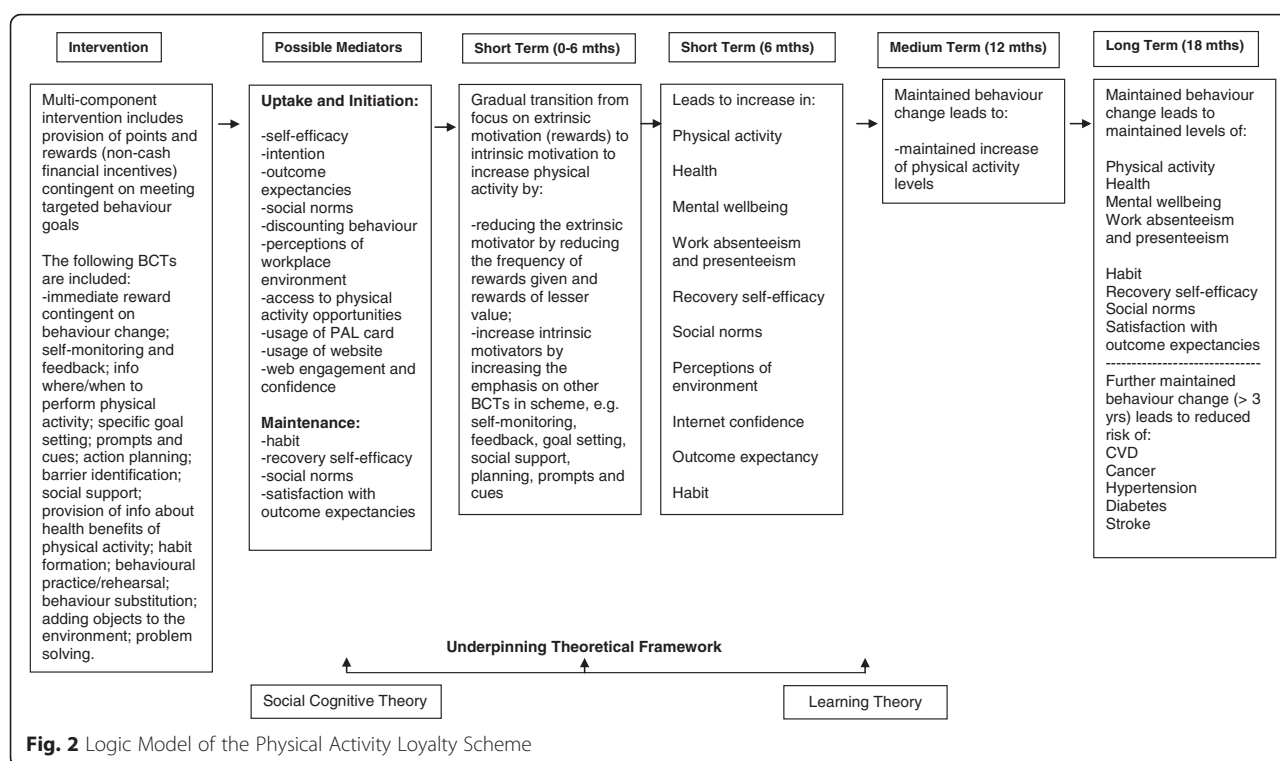 Intervention
Possible Mediators
Short Term (0-6 mths)
Short Term (6 mths)
Medium Term (12 mths)
Long Term (18 mths)
Multi-component
intervention includes
provision of points and
rewards (non-cash
financial incentives)
contingent on meeting
targeted behaviour
goals
The following BCTs
are included:
-immediate reward
contingent on
behaviour change;
self-monitoring and
feedback; info
where/when to
perform physical
activity; specific goal
setting; prompts and
cues; action planning;
barrier identification;
social support;
provision of info about
health benefits of
physical activity; habit
formation; behavioural
practice/rehearsal;
behaviour substitution;
adding objects to the
environment; problem
solving.
Uptake and Initiation:
-self-efficacy
-intention
-outcome
expectancies
-social norms
-discounting behaviour
-perceptions of
workplace
environment
-access to physical
activity opportunities
-usage of PAL card
-usage of website
-web engagement and
confidence
Maintenance:
-habit
-recovery self-efficacy
-social norms
-satisfaction with
outcome expectancies
Gradual transition from
focus on extrinsic
motivation (rewards) to
intrinsic motivation to
increase physical
activity by:
-reducing the extrinsic
motivator by reducing
the frequency of
rewards given and
rewards of lesser
value;
-increase intrinsic
motivators by
increasing the
emphasis on other
BCTs in scheme, e.g.
self-monitoring,
feedback, goal setting,
social support,
planning, prompts and
cues
Leads to increase in:
Physical activity
Health
Mental wellbeing
Work absenteeism
and presenteeism
Recovery self-efficacy
Social norms
Perceptions of
environment
Internet confidence
Outcome expectancy
Habit
Maintained behaviour
change leads to:
-maintained increase
of physical activity
levels
Maintained behaviour
change leads to
maintained levels of:
Physical activity
Health
Mental wellbeing
Work absenteeism
and presenteeism
Habit
Recovery self-efficacy
Social norms
Satisfaction with
outcome expectancies
------------------------------
Further maintained
behaviour change (> 3
yrs) leads to reduced
risk of:
CVD
Cancer
Hypertension
Diabetes
Stroke
Underpinning Theoretical Framework
Social Cognitive Theory
Learning Theory
Fig. 2 Logic Model of the Physical Activity Loyalty Scheme